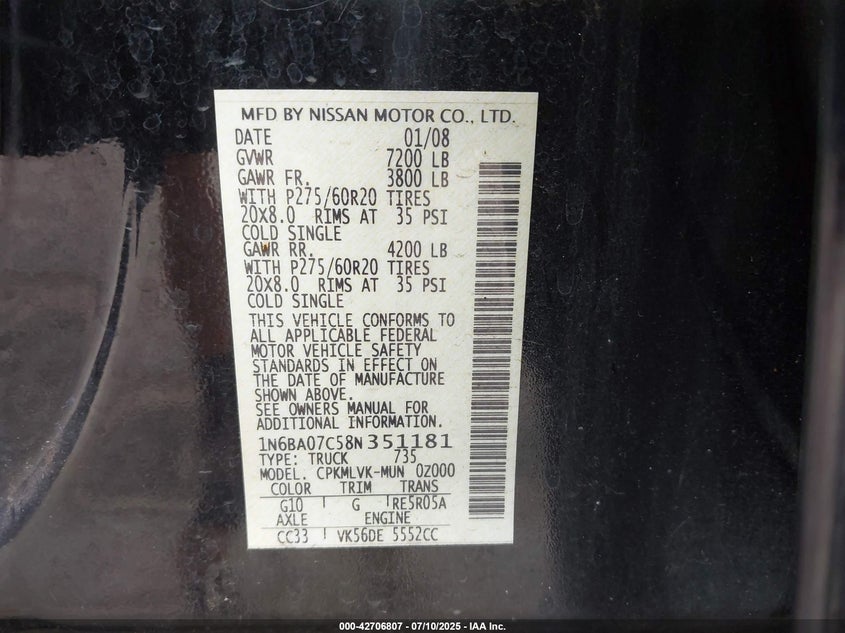 MFD BY NISSAN MOTOR CO., LTD.
DATE 01/08
GVWR 7200 LB
GAWR FR. 3800 LB
WITH P275/60R20 TIRES
20X8.0 RIMS AT 35 PSI
COLD SINGLE
GAWR RR. 4200 LB
WITH P275/60R20 TIRES
20X8.0 RIMS AT 35 PSI
COLD SINGLE
THIS VEHICLE CONFORMS TO
ALL APPLICABLE FEDERAL
MOTOR VEHICLE SAFETY
STANDARDS IN EFFECT ON
THE DATE OF MANUFACTURE
SHOWN ABOVE.
SEE OWNERS MANUAL FOR
ADDITIONAL INFORMATION.
1N6BA07C58N351181
TYPE: TRUCK 735
MODEL. CPKMLVK-MUN 0Z000
COLOR TRIM TRANS
G10 G RE5R05A
AXLE ENGINE
CC33 VK56DE 5552CC
000-42706807 - 07/10/2025 - IAA Inc.